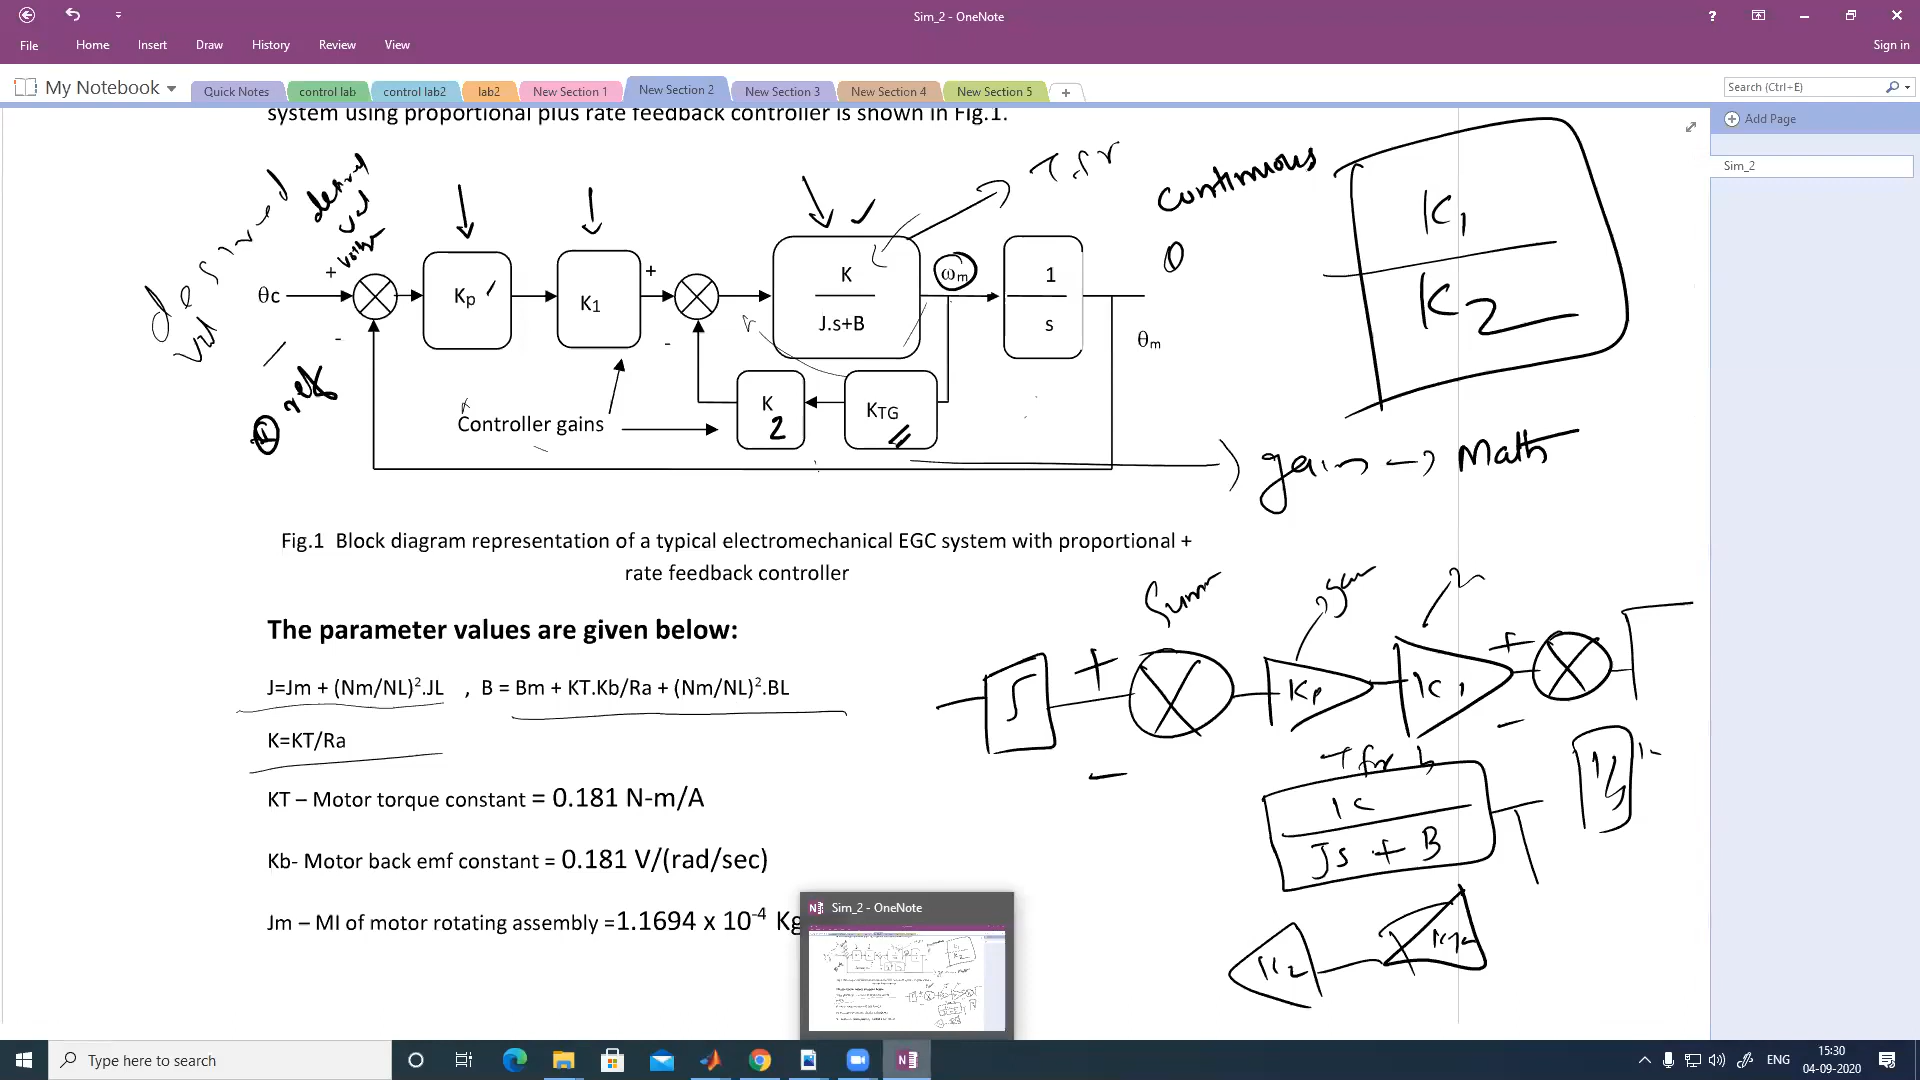 Sim_2 - OneNote
?
File Home Insert Draw History Review View
Sign in
My Notebook Quick Notes control lab control lab2 lab2 New Section 1 New Section 2 New Section 3 New Section 4 New Section 5 +
Search (Ctrl+E)
Add Page
Sim_2
system using proportional plus rate feedback controller is shown in Fig.1.
desired
val
desired
val
T.fr
continuous
K1
K2
θ
+
θc
-
Kp
K1
+
-
K
J.s+B
ωm
1
s
θm
ref
Controller gains
K
2
KTG
gain → Math
Fig.1 Block diagram representation of a typical electromechanical EGC system with proportional +
rate feedback controller
The parameter values are given below:
J=Jm + (Nm/NL)².JL , B = Bm + KT.Kb/Ra + (Nm/NL)².BL
K=KT/Ra
KT – Motor torque constant = 0.181 N-m/A
Kb- Motor back emf constant = 0.181 V/(rad/sec)
Jm – MI of motor rotating assembly =1.1694 x 10⁻⁴ Kg
Summ
+
-
Kp
K1
+
-
K
Js + B
K2
Sim_2 - OneNote
Type here to search
ENG
15:30
04-09-2020